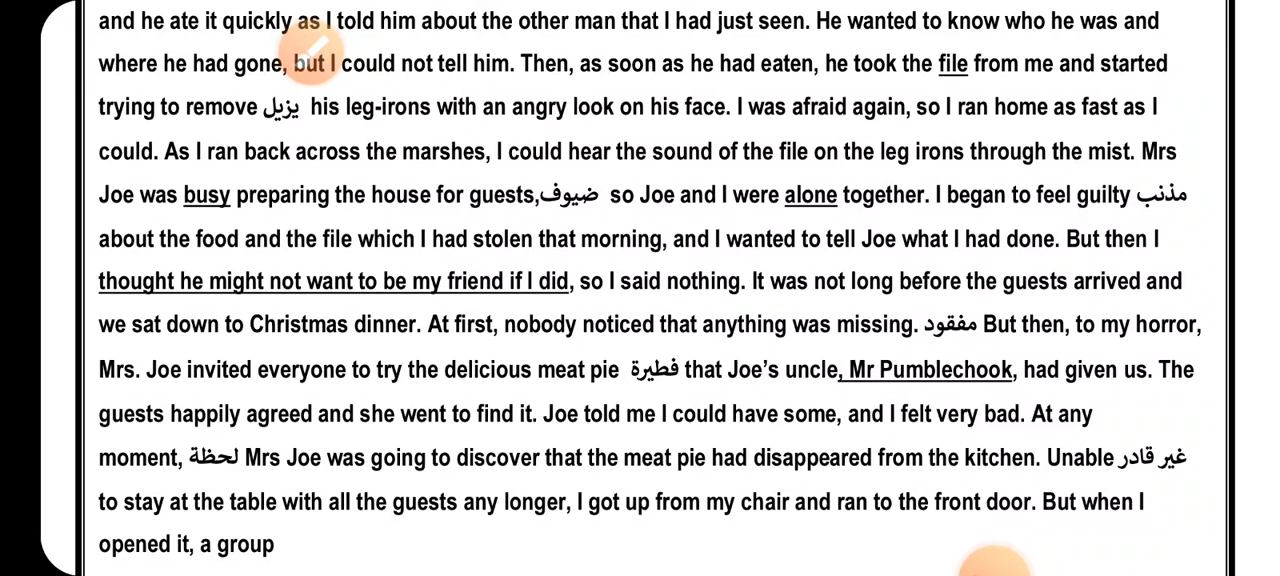 and he ate it quickly as I told him about the other man that I had just seen. He wanted to know who he was and
where he had gone, but I could not tell him. Then, as soon as he had eaten, he took the file from me and started
trying to remove يزيل his leg-irons with an angry look on his face. I was afraid again, so I ran home as fast as I
could. As I ran back across the marshes, I could hear the sound of the file on the leg irons through the mist. Mrs
Joe was busy preparing the house for guests,ضيوف so Joe and I were alone together. I began to feel guilty مذنب
about the food and the file which I had stolen that morning, and I wanted to tell Joe what I had done. But then I
thought he might not want to be my friend if I did, so I said nothing. It was not long before the guests arrived and
we sat down to Christmas dinner. At first, nobody noticed that anything was missing. مفقود But then, to my horror,
Mrs. Joe invited everyone to try the delicious meat pie فطيرة that Joe’s uncle, Mr Pumblechook, had given us. The
guests happily agreed and she went to find it. Joe told me I could have some, and I felt very bad. At any
moment, لحظة Mrs Joe was going to discover that the meat pie had disappeared from the kitchen. Unable غير قادر
to stay at the table with all the guests any longer, I got up from my chair and ran to the front door. But when I
opened it, a group